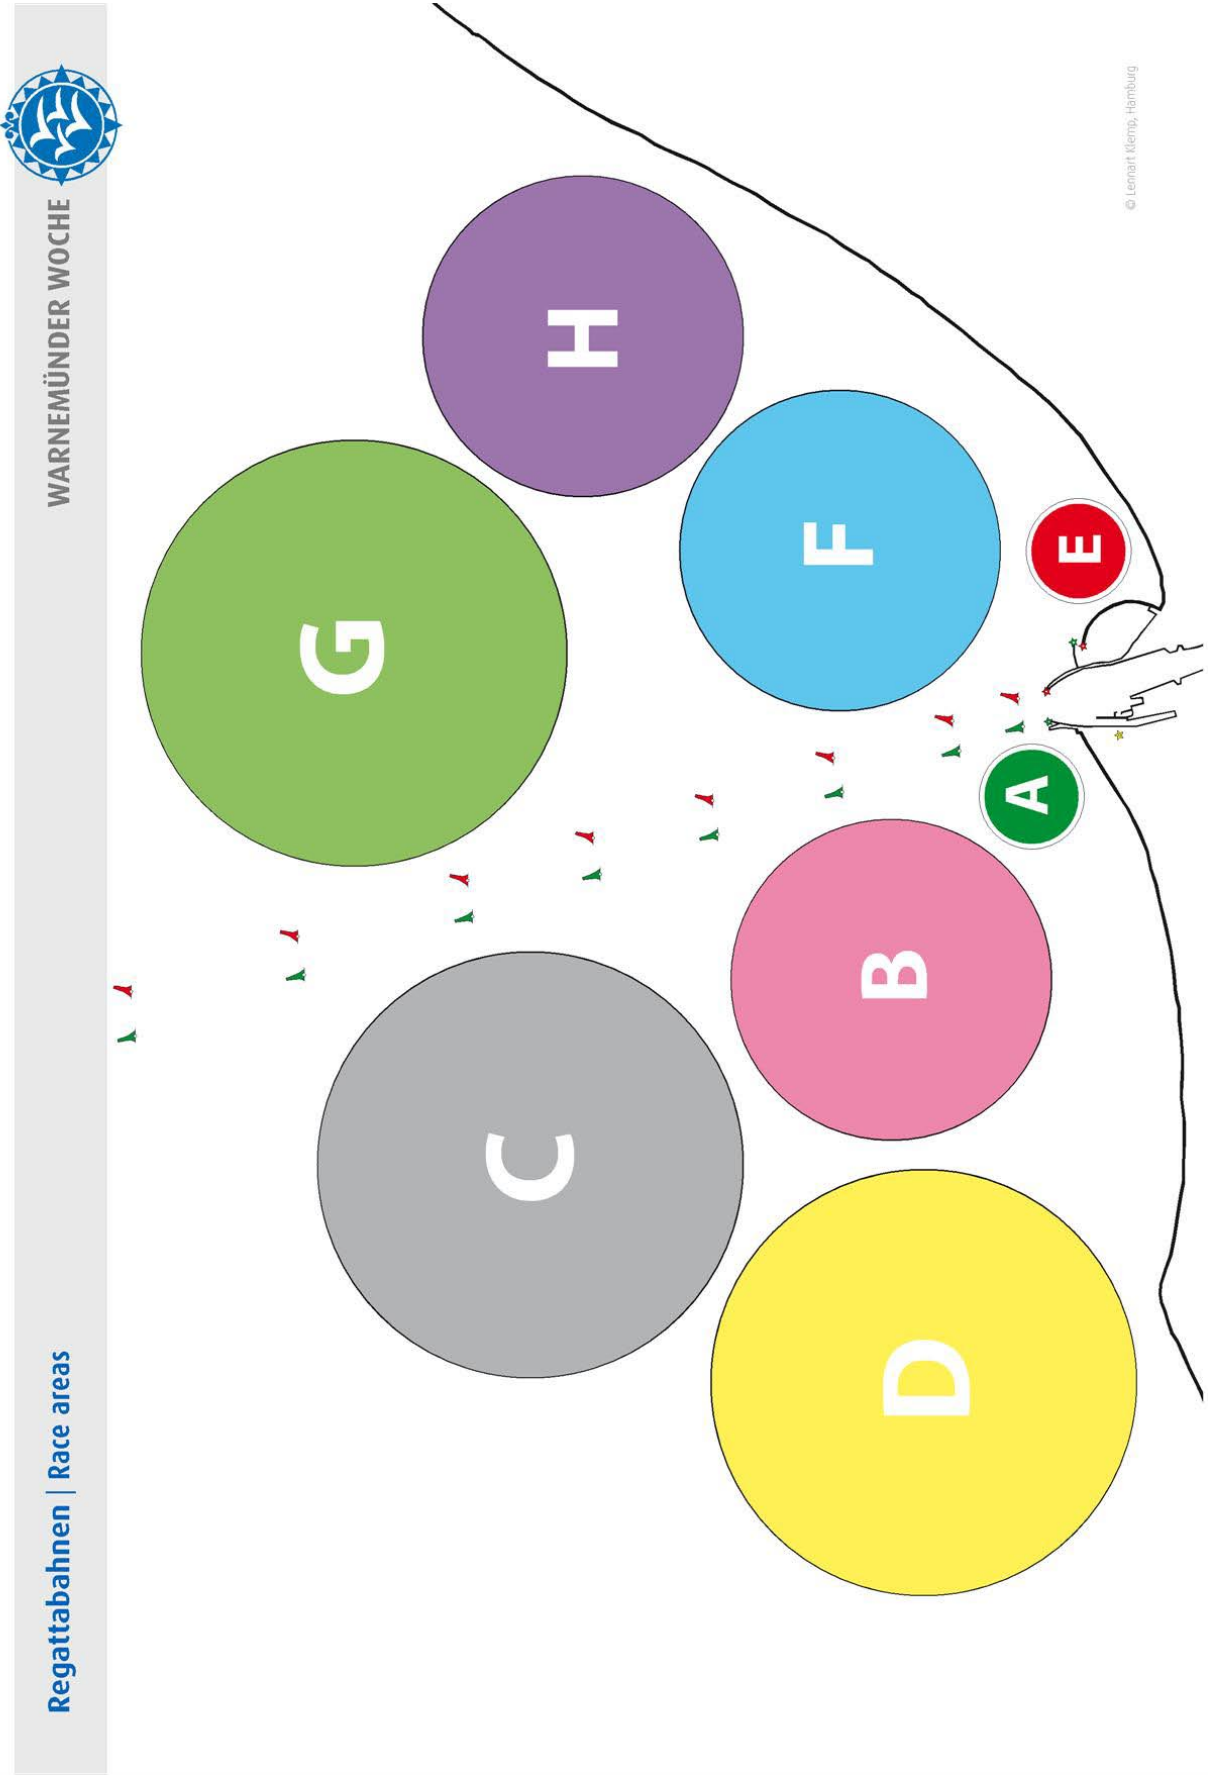 Regattabahnen | Race areas
WARNEMÜNDER WOCHE
G
H
C
F
B
D
E
A
© Lennart Klemp, Hamburg